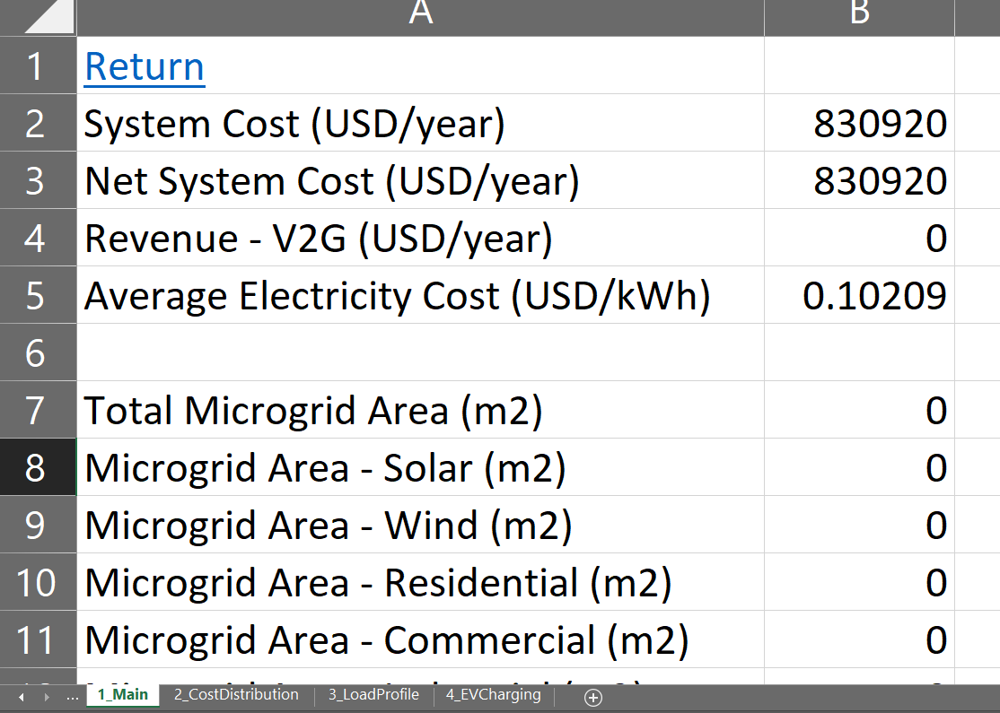 A B
1 Return
2 System Cost (USD/year) 830920
3 Net System Cost (USD/year) 830920
4 Revenue - V2G (USD/year) 0
5 Average Electricity Cost (USD/kWh) 0.10209
6
7 Total Microgrid Area (m2) 0
8 Microgrid Area - Solar (m2) 0
9 Microgrid Area - Wind (m2) 0
10 Microgrid Area - Residential (m2) 0
11 Microgrid Area - Commercial (m2) 0
... 1_Main 2_CostDistribution 3_LoadProfile 4_EVCharging